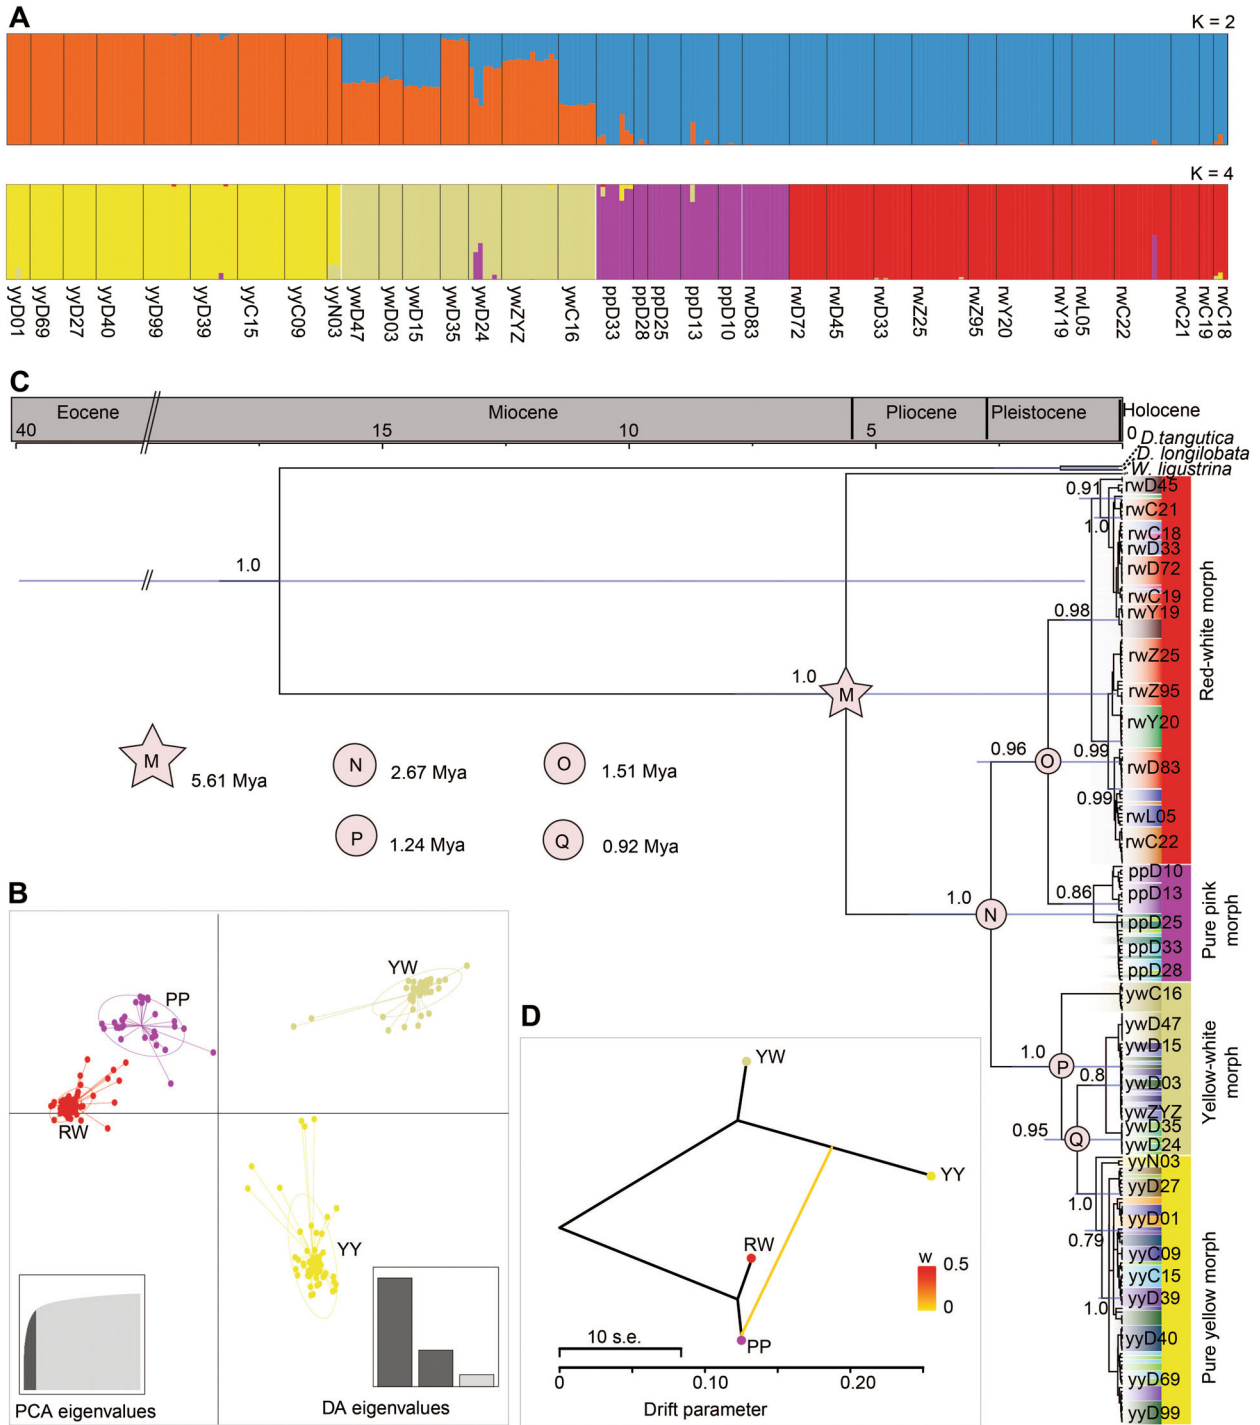 A
K = 2
K = 4
yyD01
yyD69
yyD27
yyD40
yyD99
yyD39
yyC15
yyC09
yyN03
ywD47
ywD03
ywD15
ywD35
ywD24
ywZYZ
ywC16
ppD33
ppD28
ppD25
ppD13
ppD10
rwD83
rwD72
rwD45
rwD33
rwZ25
rwZ95
rwY20
rwY19
rwL05
rwC22
rwC21
rwC19
rwC18
C
Eocene
Miocene
Pliocene
Pleistocene
Holocene
40
15
10
5
0
D.tangutica
D. longilobata
W. ligustrina
rwD45
rwC21
rwC18
rwD33
rwD72
rwC19
rwY19
rwZ25
rwZ95
rwY20
rwD83
rwL05
rwC22
Red-white morph
ppD10
ppD13
ppD25
ppD33
ppD28
Pure pink
morph
ywC16
ywD47
ywD15
ywD03
ywZYZ
ywD35
ywD24
Yellow-white
morph
yyN03
yyD27
yyD01
yyC09
yyC15
yyD39
yyD40
yyD69
yyD99
Pure yellow morph
0.91
1.0
1.0
0.98
1.0
M
0.96
O
0.99
0.99
0.86
1.0
N
1.0
P
0.8
0.95
Q
1.0
0.79
1.0
M
5.61 Mya
N
2.67 Mya
O
1.51 Mya
P
1.24 Mya
Q
0.92 Mya
B
YW
PP
RW
YY
PCA eigenvalues
DA eigenvalues
D
YW
YY
RW
PP
w
0.5
0
10 s.e.
0
0.10
0.20
Drift parameter